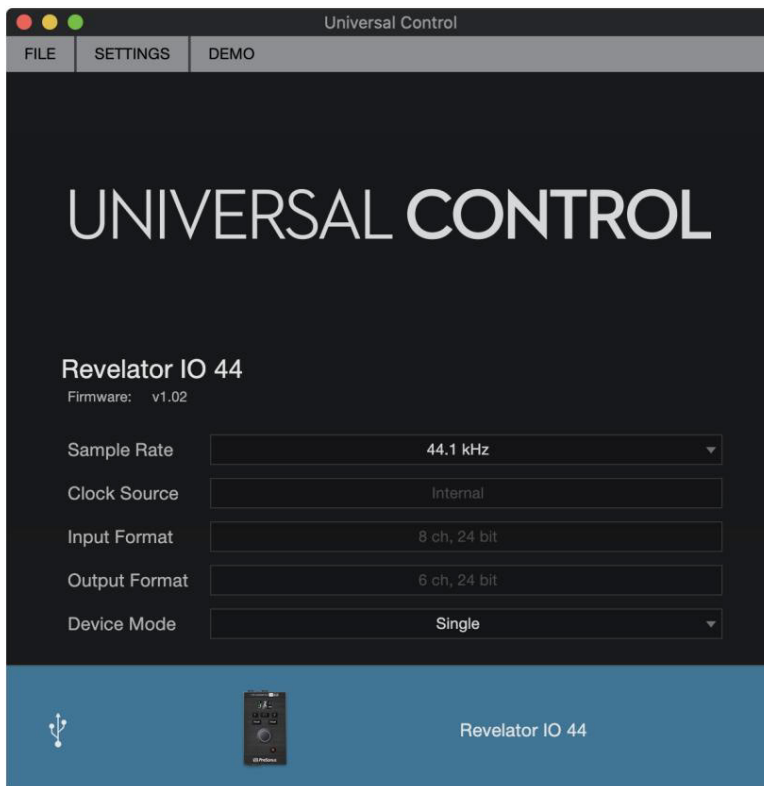 Universal Control
FILE SETTINGS DEMO
UNIVERSAL CONTROL
Revelator IO 44
Firmware: v1.02
Sample Rate 44.1 kHz
Clock Source Internal
Input Format 8 ch, 24 bit
Output Format 6 ch, 24 bit
Device Mode Single
PreSonus
Revelator IO 44